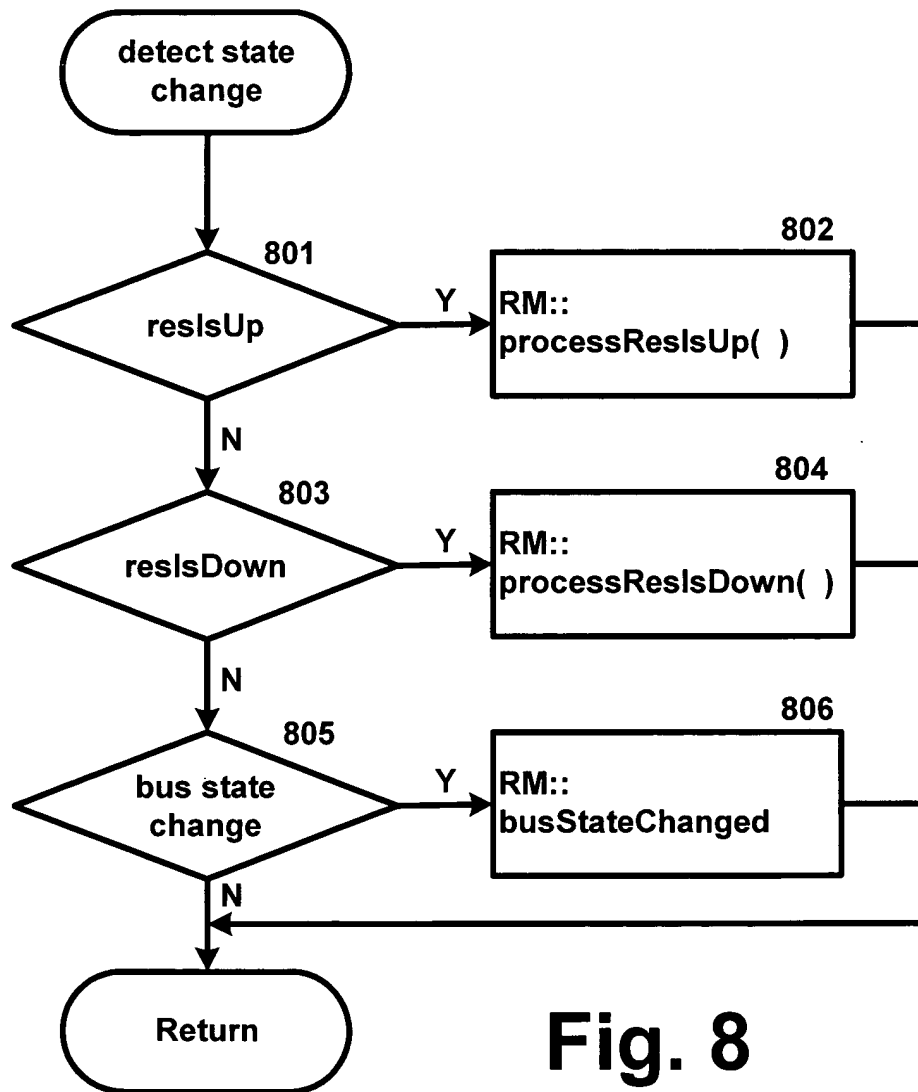 detect state
change
801
resIsUp
Y
802
RM::
processResIsUp( )
N
803
resIsDown
Y
804
RM::
processResIsDown( )
N
805
bus state
change
Y
806
RM::
busStateChanged
N
Return
Fig. 8